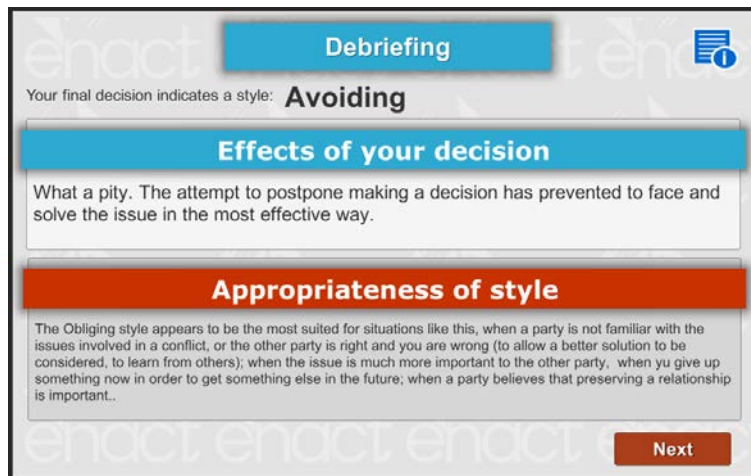 Debriefing
Your final decision indicates a style: Avoiding
Effects of your decision
What a pity. The attempt to postpone making a decision has prevented to face and
solve the issue in the most effective way.
Appropriateness of style
The Obliging style appears to be the most suited for situations like this, when a party is not familiar with the
issues involved in a conflict, or the other party is right and you are wrong (to allow a better solution to be
considered, to learn from others); when the issue is much more important to the other party, when yu give up
something now in order to get something else in the future; when a party believes that preserving a relationship
is important..
enact enact enact enact
Next